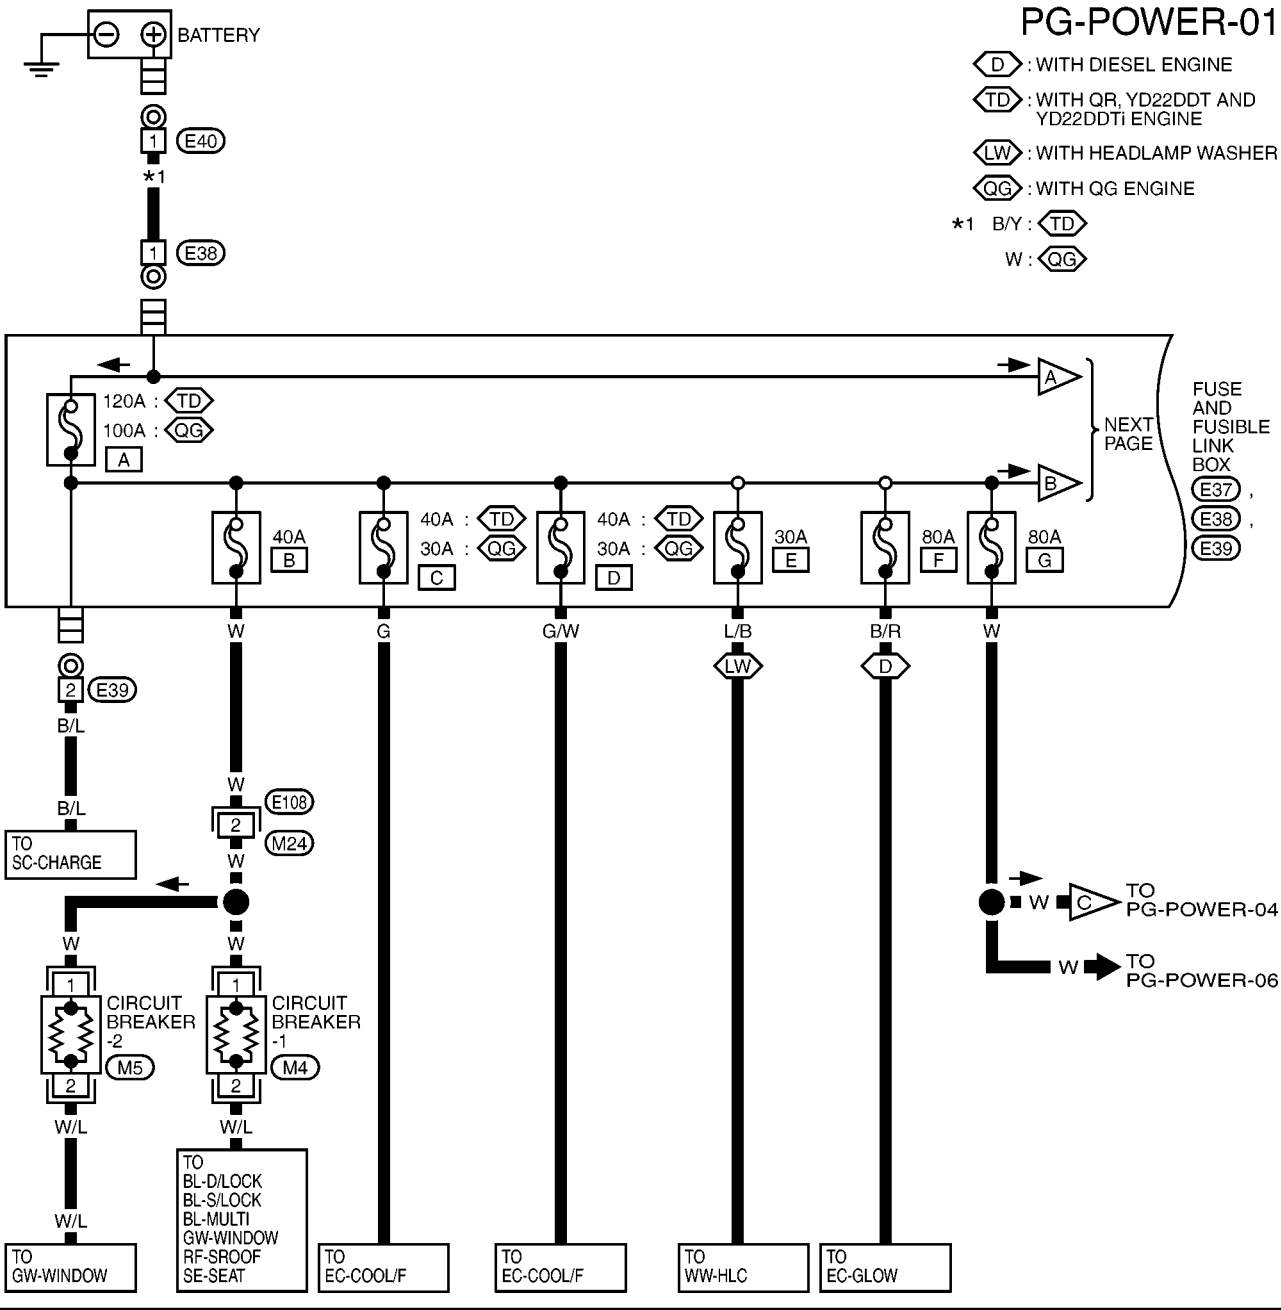 PG-POWER-01
BATTERY
D : WITH DIESEL ENGINE
TD : WITH QR, YD22DDT AND
YD22DDTi ENGINE
LW : WITH HEADLAMP WASHER
QG : WITH QG ENGINE
*1 B/Y : TD
W : QG
1 E40
*1
1 E38
A
120A : TD
100A : QG
A
NEXT
PAGE
B
FUSE
AND
FUSIBLE
LINK
BOX
E37 ,
E38 ,
E39
40A
B
40A : TD
30A : QG
C
40A : TD
30A : QG
D
30A
E
80A
F
80A
G
W
G
G/W
L/B
B/R
W
LW
D
2 E39
B/L
B/L
TO
SC-CHARGE
W
E108
2
M24
W
W
W
W C TO
PG-POWER-04
W TO
PG-POWER-06
1
CIRCUIT
BREAKER
-2
M5
2
W/L
W/L
1
CIRCUIT
BREAKER
-1
M4
2
W/L
TO
GW-WINDOW
TO
BL-D/LOCK
BL-S/LOCK
BL-MULTI
GW-WINDOW
RF-SROOF
SE-SEAT
TO
EC-COOL/F
TO
EC-COOL/F
TO
WW-HLC
TO
EC-GLOW